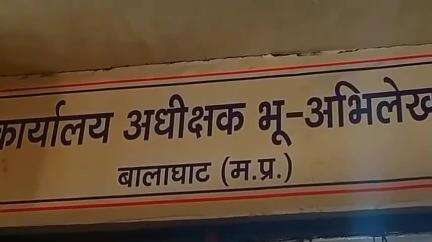 कार्यालय अधीक्षक भू-अभिलेख
बालाघाट (म.प्र.)